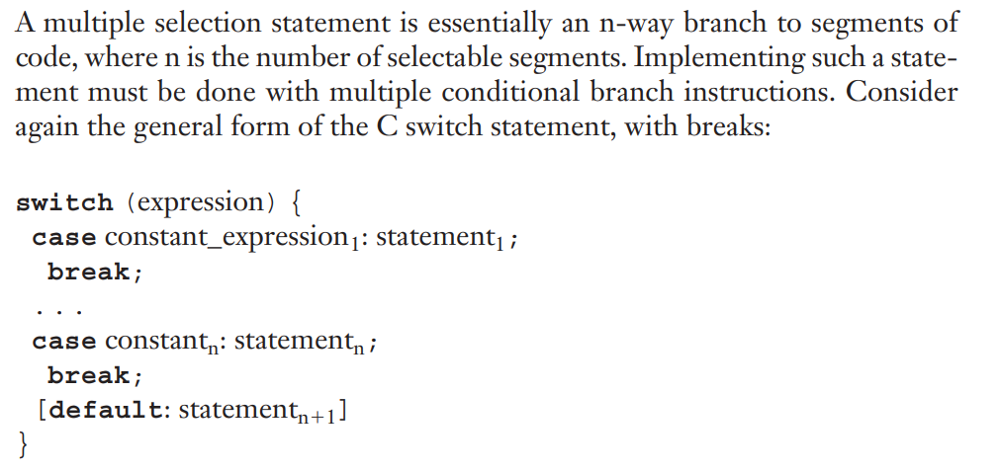 A multiple selection statement is essentially an n-way branch to segments of
code, where n is the number of selectable segments. Implementing such a state-
ment must be done with multiple conditional branch instructions. Consider
again the general form of the C switch statement, with breaks:
switch (expression) {
case constant_expression₁: statement₁;
break;
. . .
case constantₙ: statementₙ;
break;
[default: statementₙ₊₁]
}